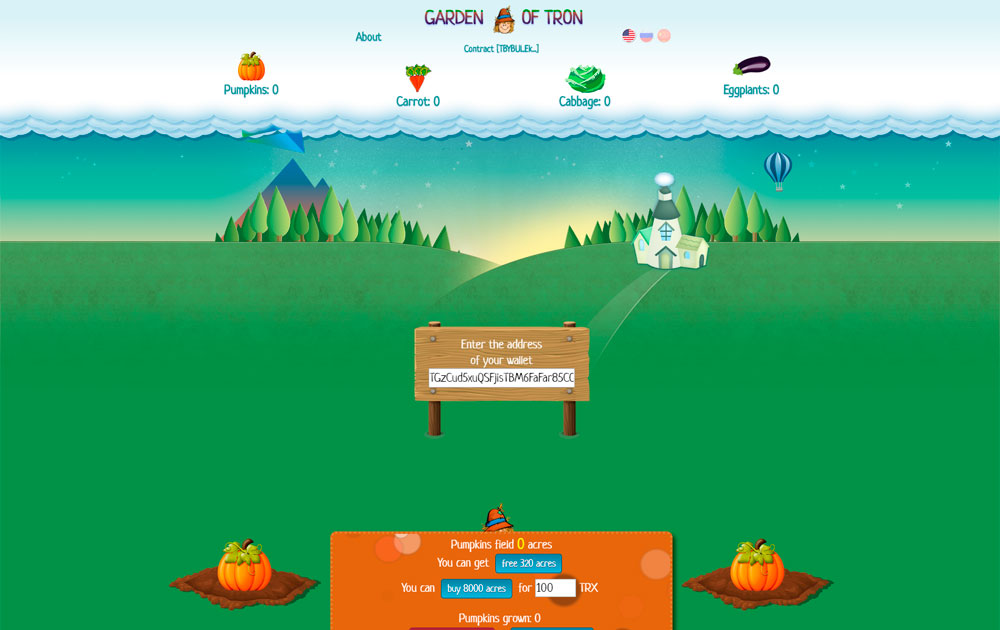 GARDEN OF TRON
About
Contract [TBYBULEk...]
Pumpkins: 0
Carrot: 0
Cabbage: 0
Eggplants: 0
Enter the address
of your wallet
TGzCud5xuQSFjisTBM6FaFar85CC
Pumpkins field 0 acres
You can get free 320 acres
You can buy 8000 acres for 100 TRX
Pumpkins grown: 0